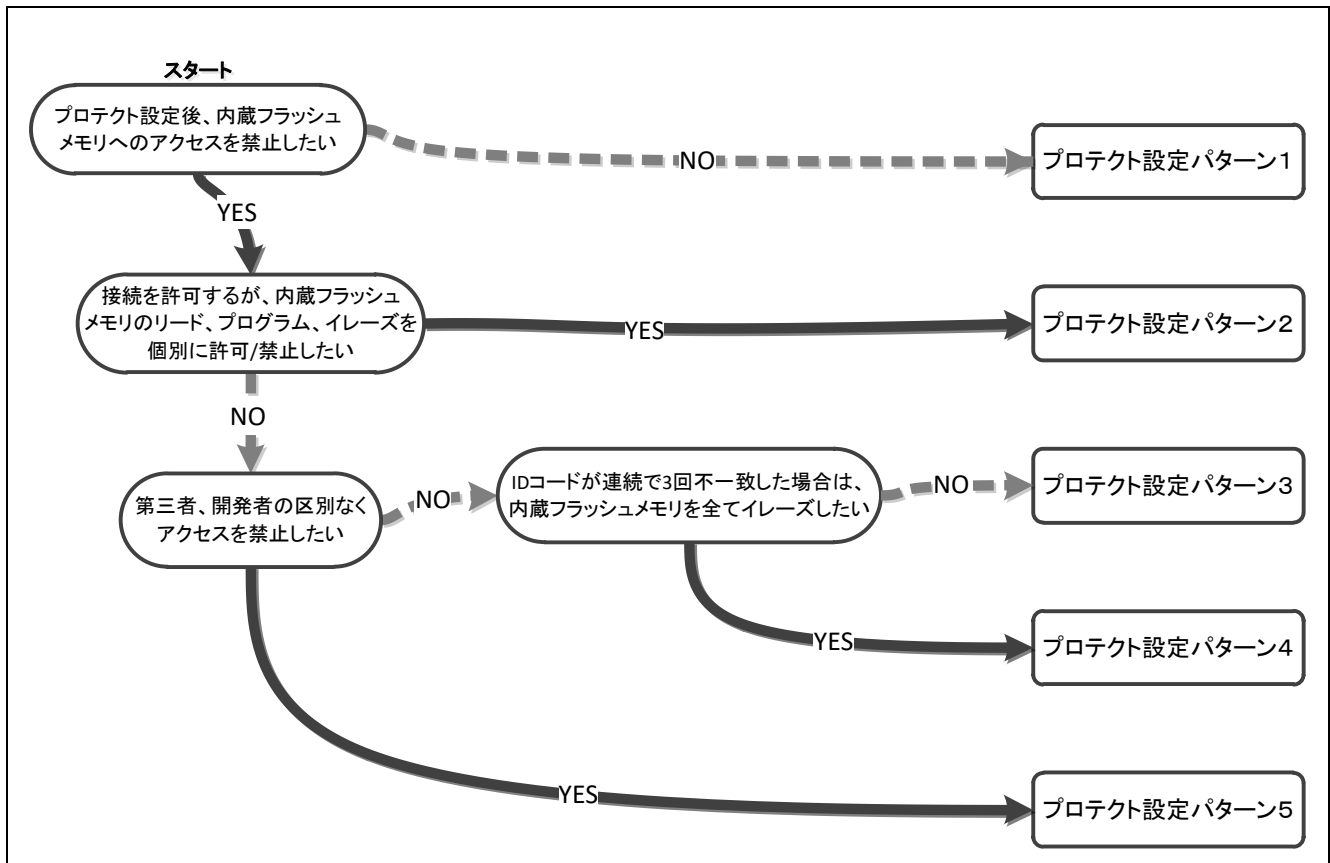 スタート
プロテクト設定後、内蔵フラッシュ
メモリへのアクセスを禁止したい
NO
プロテクト設定パターン1
YES
接続を許可するが、内蔵フラッシュ
メモリのリード、プログラム、イレーズを
個別に許可/禁止したい
YES
プロテクト設定パターン2
NO
第三者、開発者の区別なく
アクセスを禁止したい
NO
IDコードが連続で3回不一致した場合は、
内蔵フラッシュメモリを全てイレーズしたい
NO
プロテクト設定パターン3
YES
プロテクト設定パターン4
YES
プロテクト設定パターン5